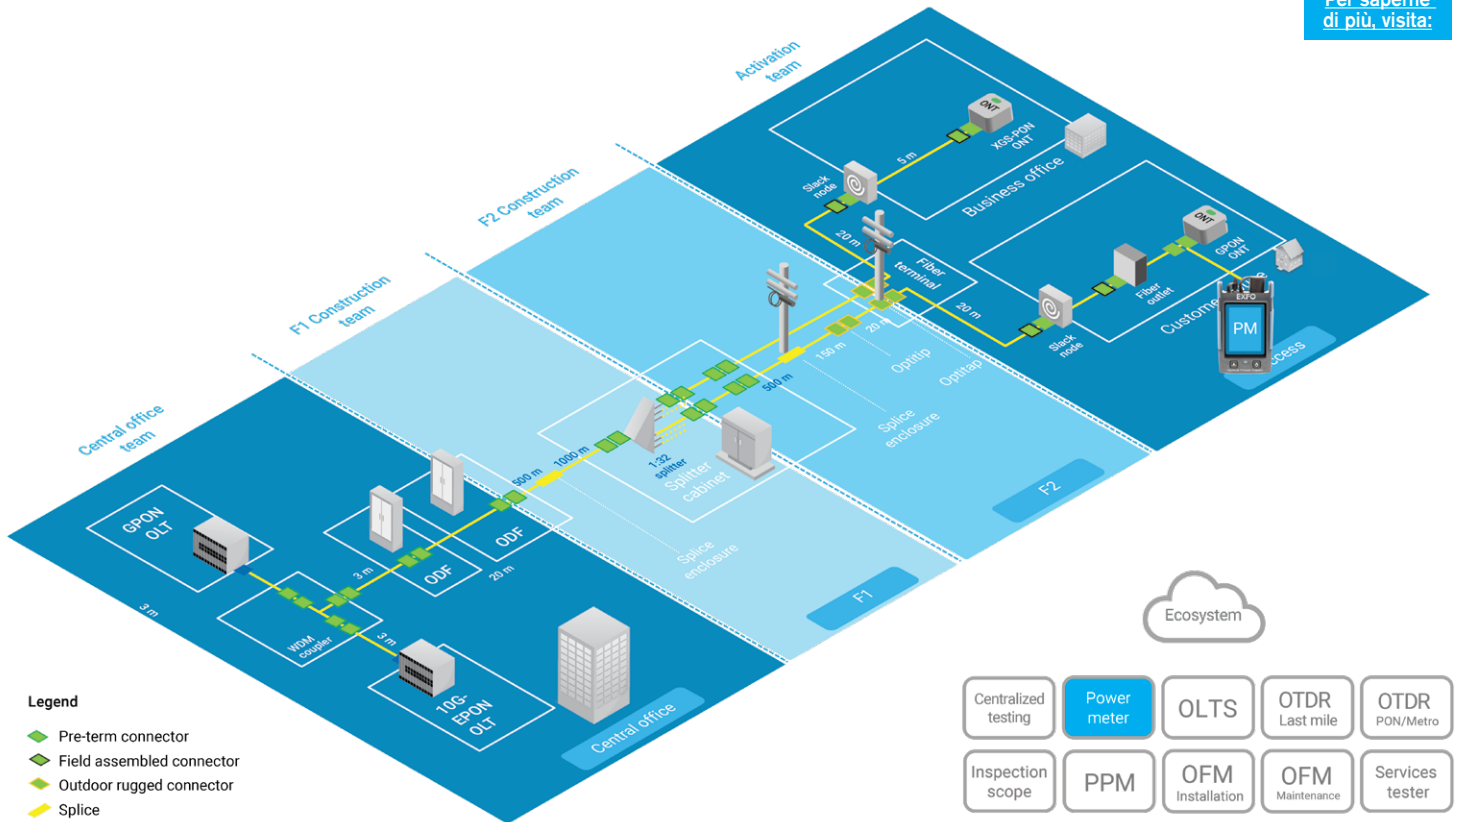 Per saperne
di più, visita:
Activation
team
ONT
XGS-PON
ONT
5 m
Business office
Slack
node
20 m
F2 Construction
team
Fiber
terminal
ONT
GPON
ONT
Fiber
outlet
20 m
Slack
node
EXFO
PM
F1 Construction
team
20 m
150 m
Optitip
Optitap
500 m
Splice
enclosure
F2
Central office
team
1:32
splitter
Splitter
cabinet
1000 m
500 m
Splice
enclosure
F1
GPON
OLT
ODF
ODF
20 m
3 m
3 m
WDM
coupler
3 m
10G-
EPON
OLT
Central office
Legend
Pre-term connector
Field assembled connector
Outdoor rugged connector
Splice
Ecosystem
Centralized
testing
Power
meter
OLTS
OTDR
Last mile
OTDR
PON/Metro
Inspection
scope
PPM
OFM
Installation
OFM
Maintenance
Services
tester